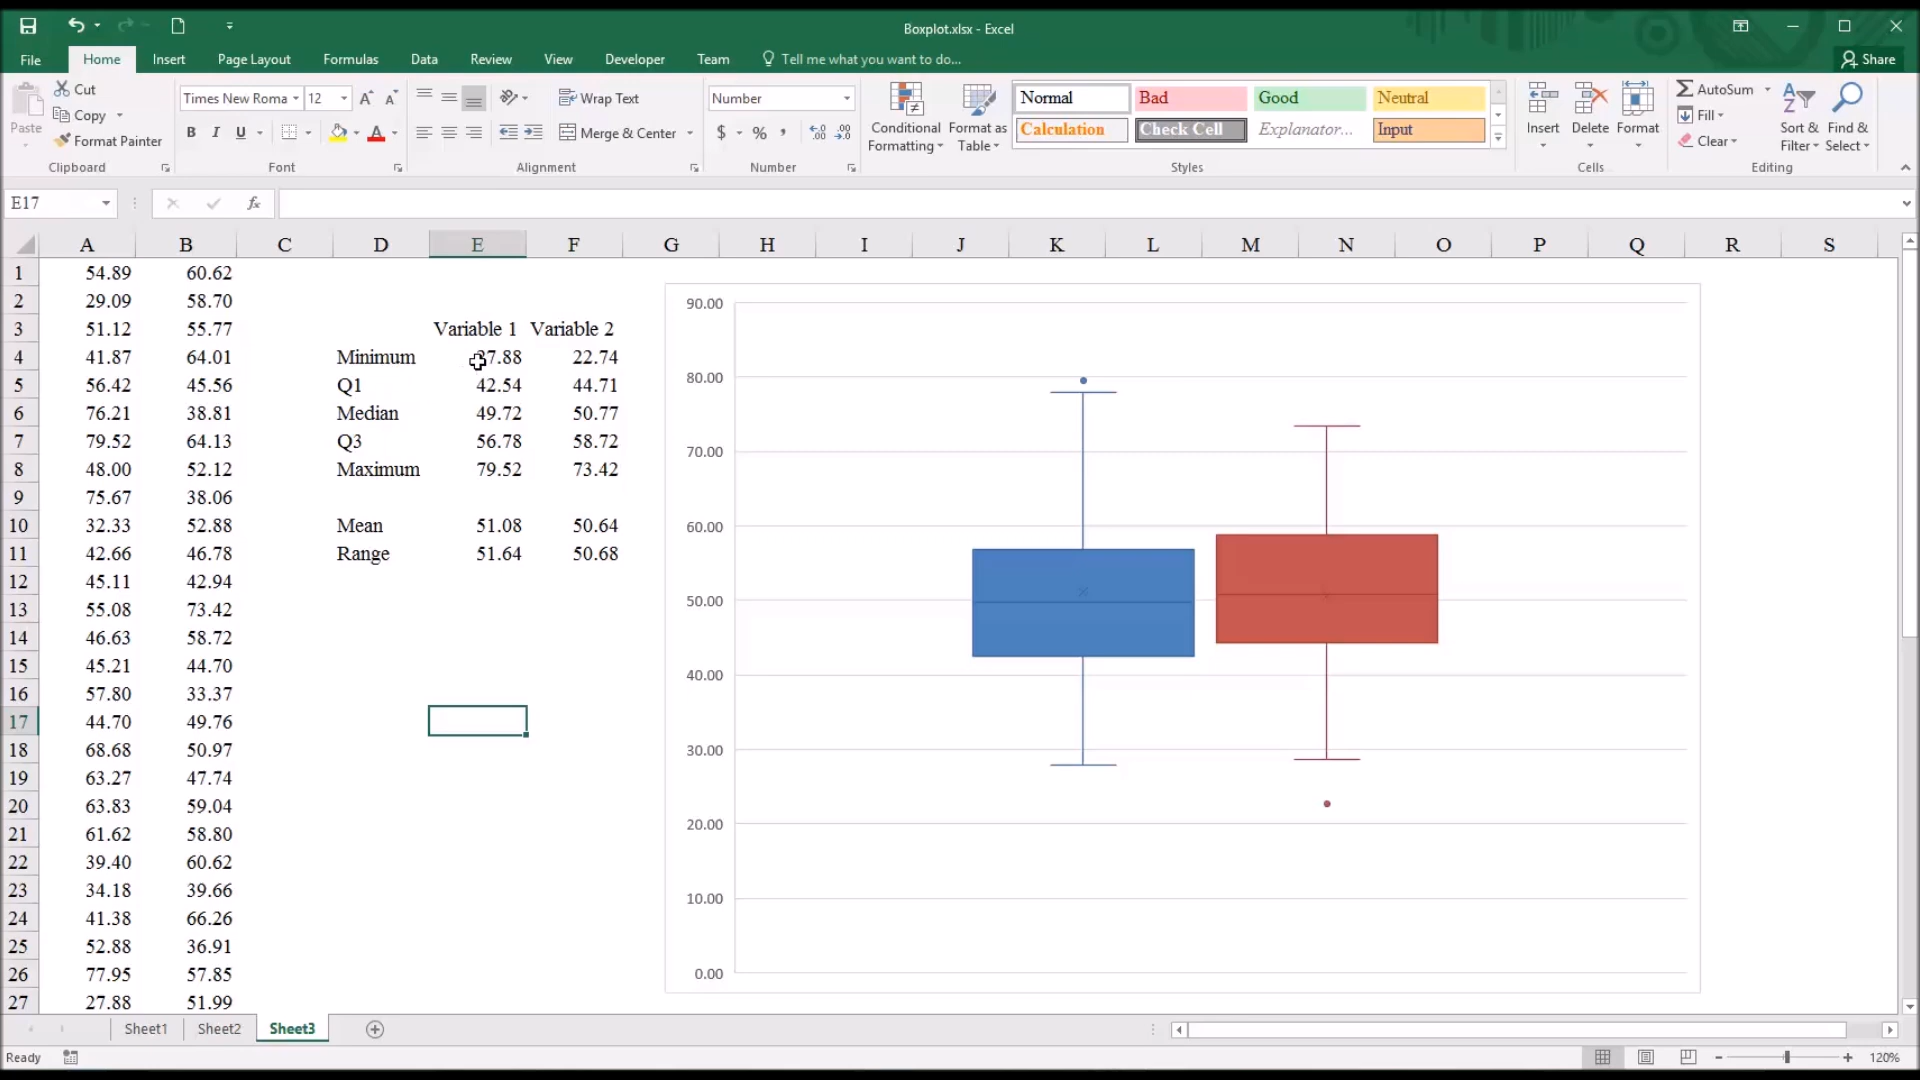 Boxplot.xlsx - Excel
File Home Insert Page Layout Formulas Data Review View Developer Team Tell me what you want to do... Share
Paste
Cut
Copy
Format Painter
Clipboard
Times New Roma 12
Font
Wrap Text
Merge & Center
Alignment
Number
Number
Conditional Formatting
Format as Table
Normal Bad Good Neutral
Calculation Check Cell Explanator... Input
Styles
Insert Delete Format
Cells
AutoSum
Fill
Clear
Sort & Filter
Find & Select
Editing
E17
A B C D E F G H I J K L M N O P Q R S
1 54.89 60.62
2 29.09 58.70
3 51.12 55.77 Variable 1 Variable 2
4 41.87 64.01 Minimum 7.88 22.74
5 56.42 45.56 Q1 42.54 44.71
6 76.21 38.81 Median 49.72 50.77
7 79.52 64.13 Q3 56.78 58.72
8 48.00 52.12 Maximum 79.52 73.42
9 75.67 38.06
10 32.33 52.88 Mean 51.08 50.64
11 42.66 46.78 Range 51.64 50.68
12 45.11 42.94
13 55.08 73.42
14 46.63 58.72
15 45.21 44.70
16 57.80 33.37
17 44.70 49.76
18 68.68 50.97
19 63.27 47.74
20 63.83 59.04
21 61.62 58.80
22 39.40 60.62
23 34.18 39.66
24 41.38 66.26
25 52.88 36.91
26 77.95 57.85
27 27.88 51.99
90.00
80.00
70.00
60.00
50.00
40.00
30.00
20.00
10.00
0.00
Sheet1 Sheet2 Sheet3
Ready
120%